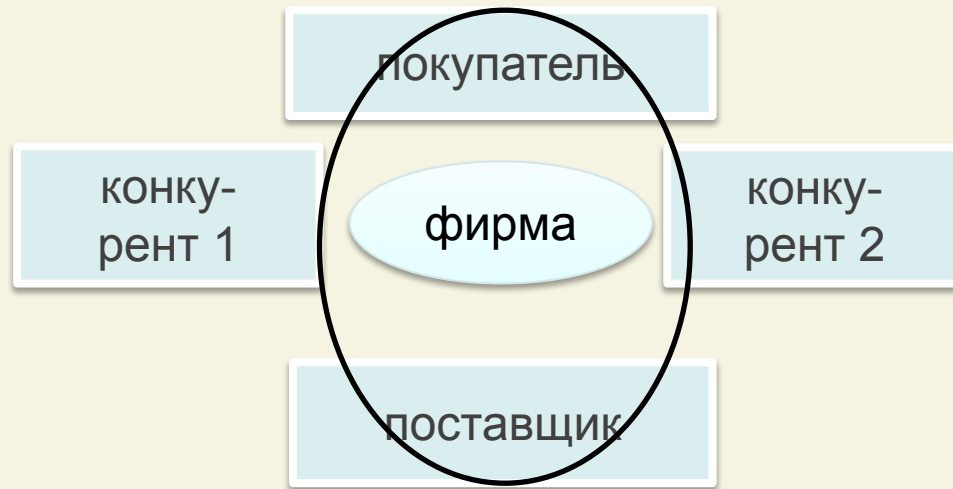 покупатель
конку-
рент 1
фирма
конку-
рент 2
поставщик